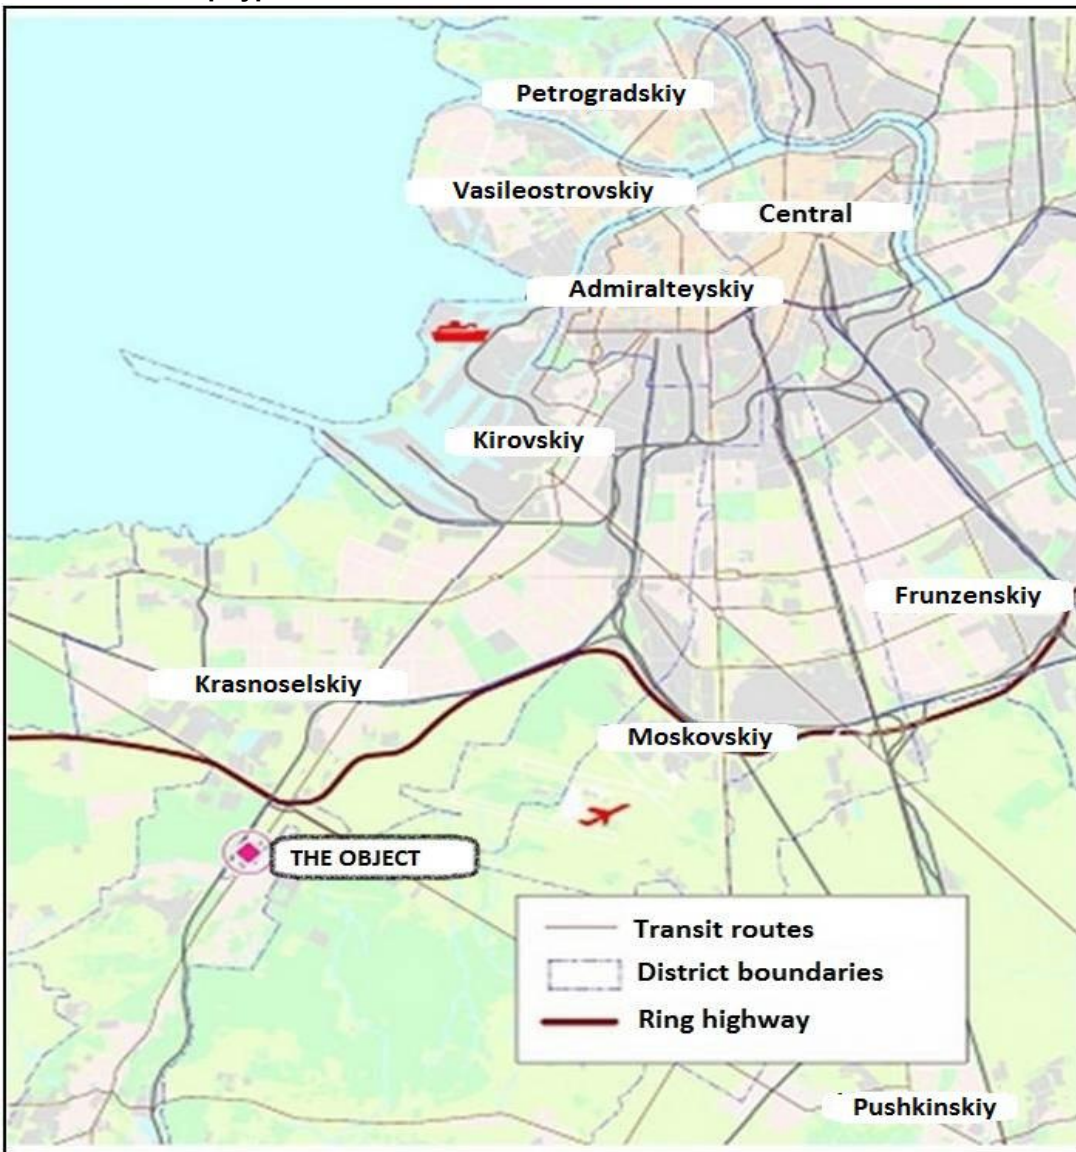 Petrogradskiy
Vasileostrovskiy
Central
Admiralteyskiy
Kirovskiy
Frunzenskiy
Krasnoselskiy
Moskovskiy
THE OBJECT
Transit routes
District boundaries
Ring highway
Pushkinskiy